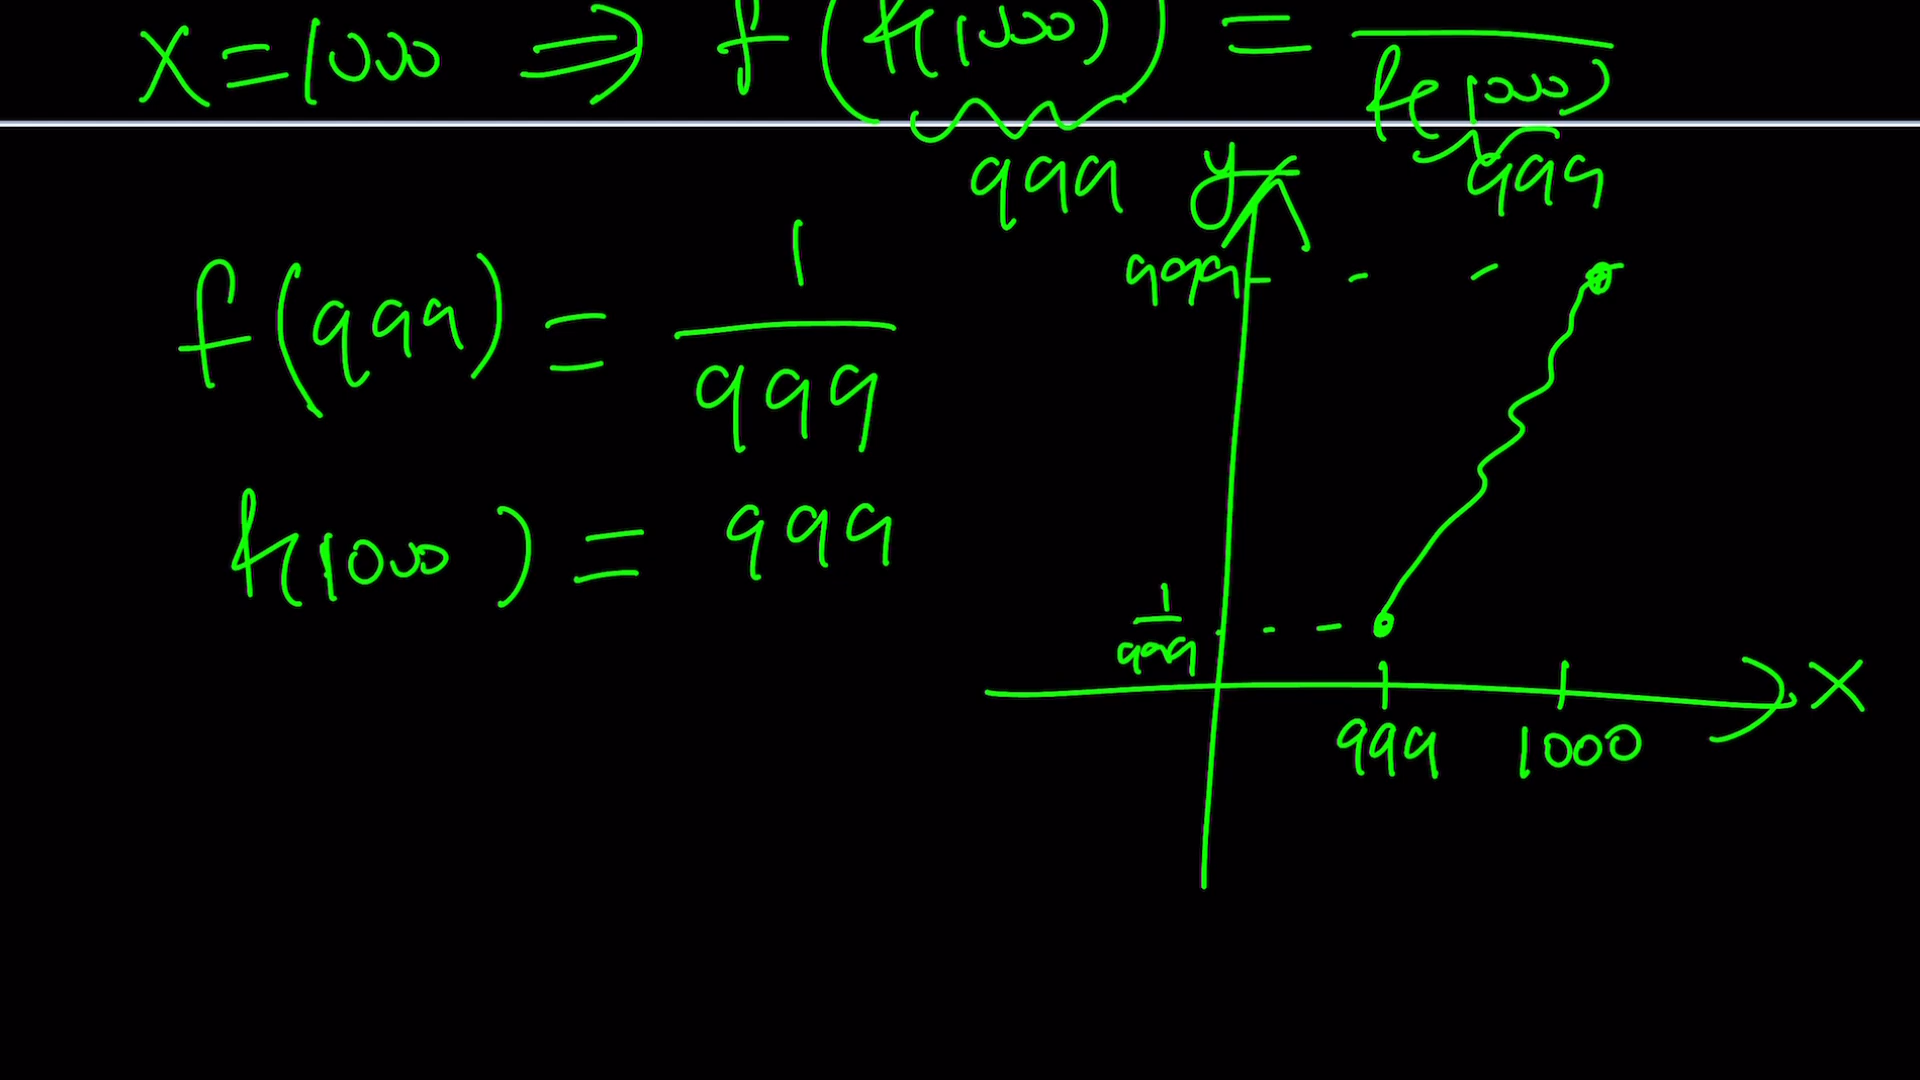 x = 1000 ⇒ f(f(1000)) = 1/f(1000)
999 999
f(999) = 1/999
f(1000) = 999
y
999
1/999
x
999 1000